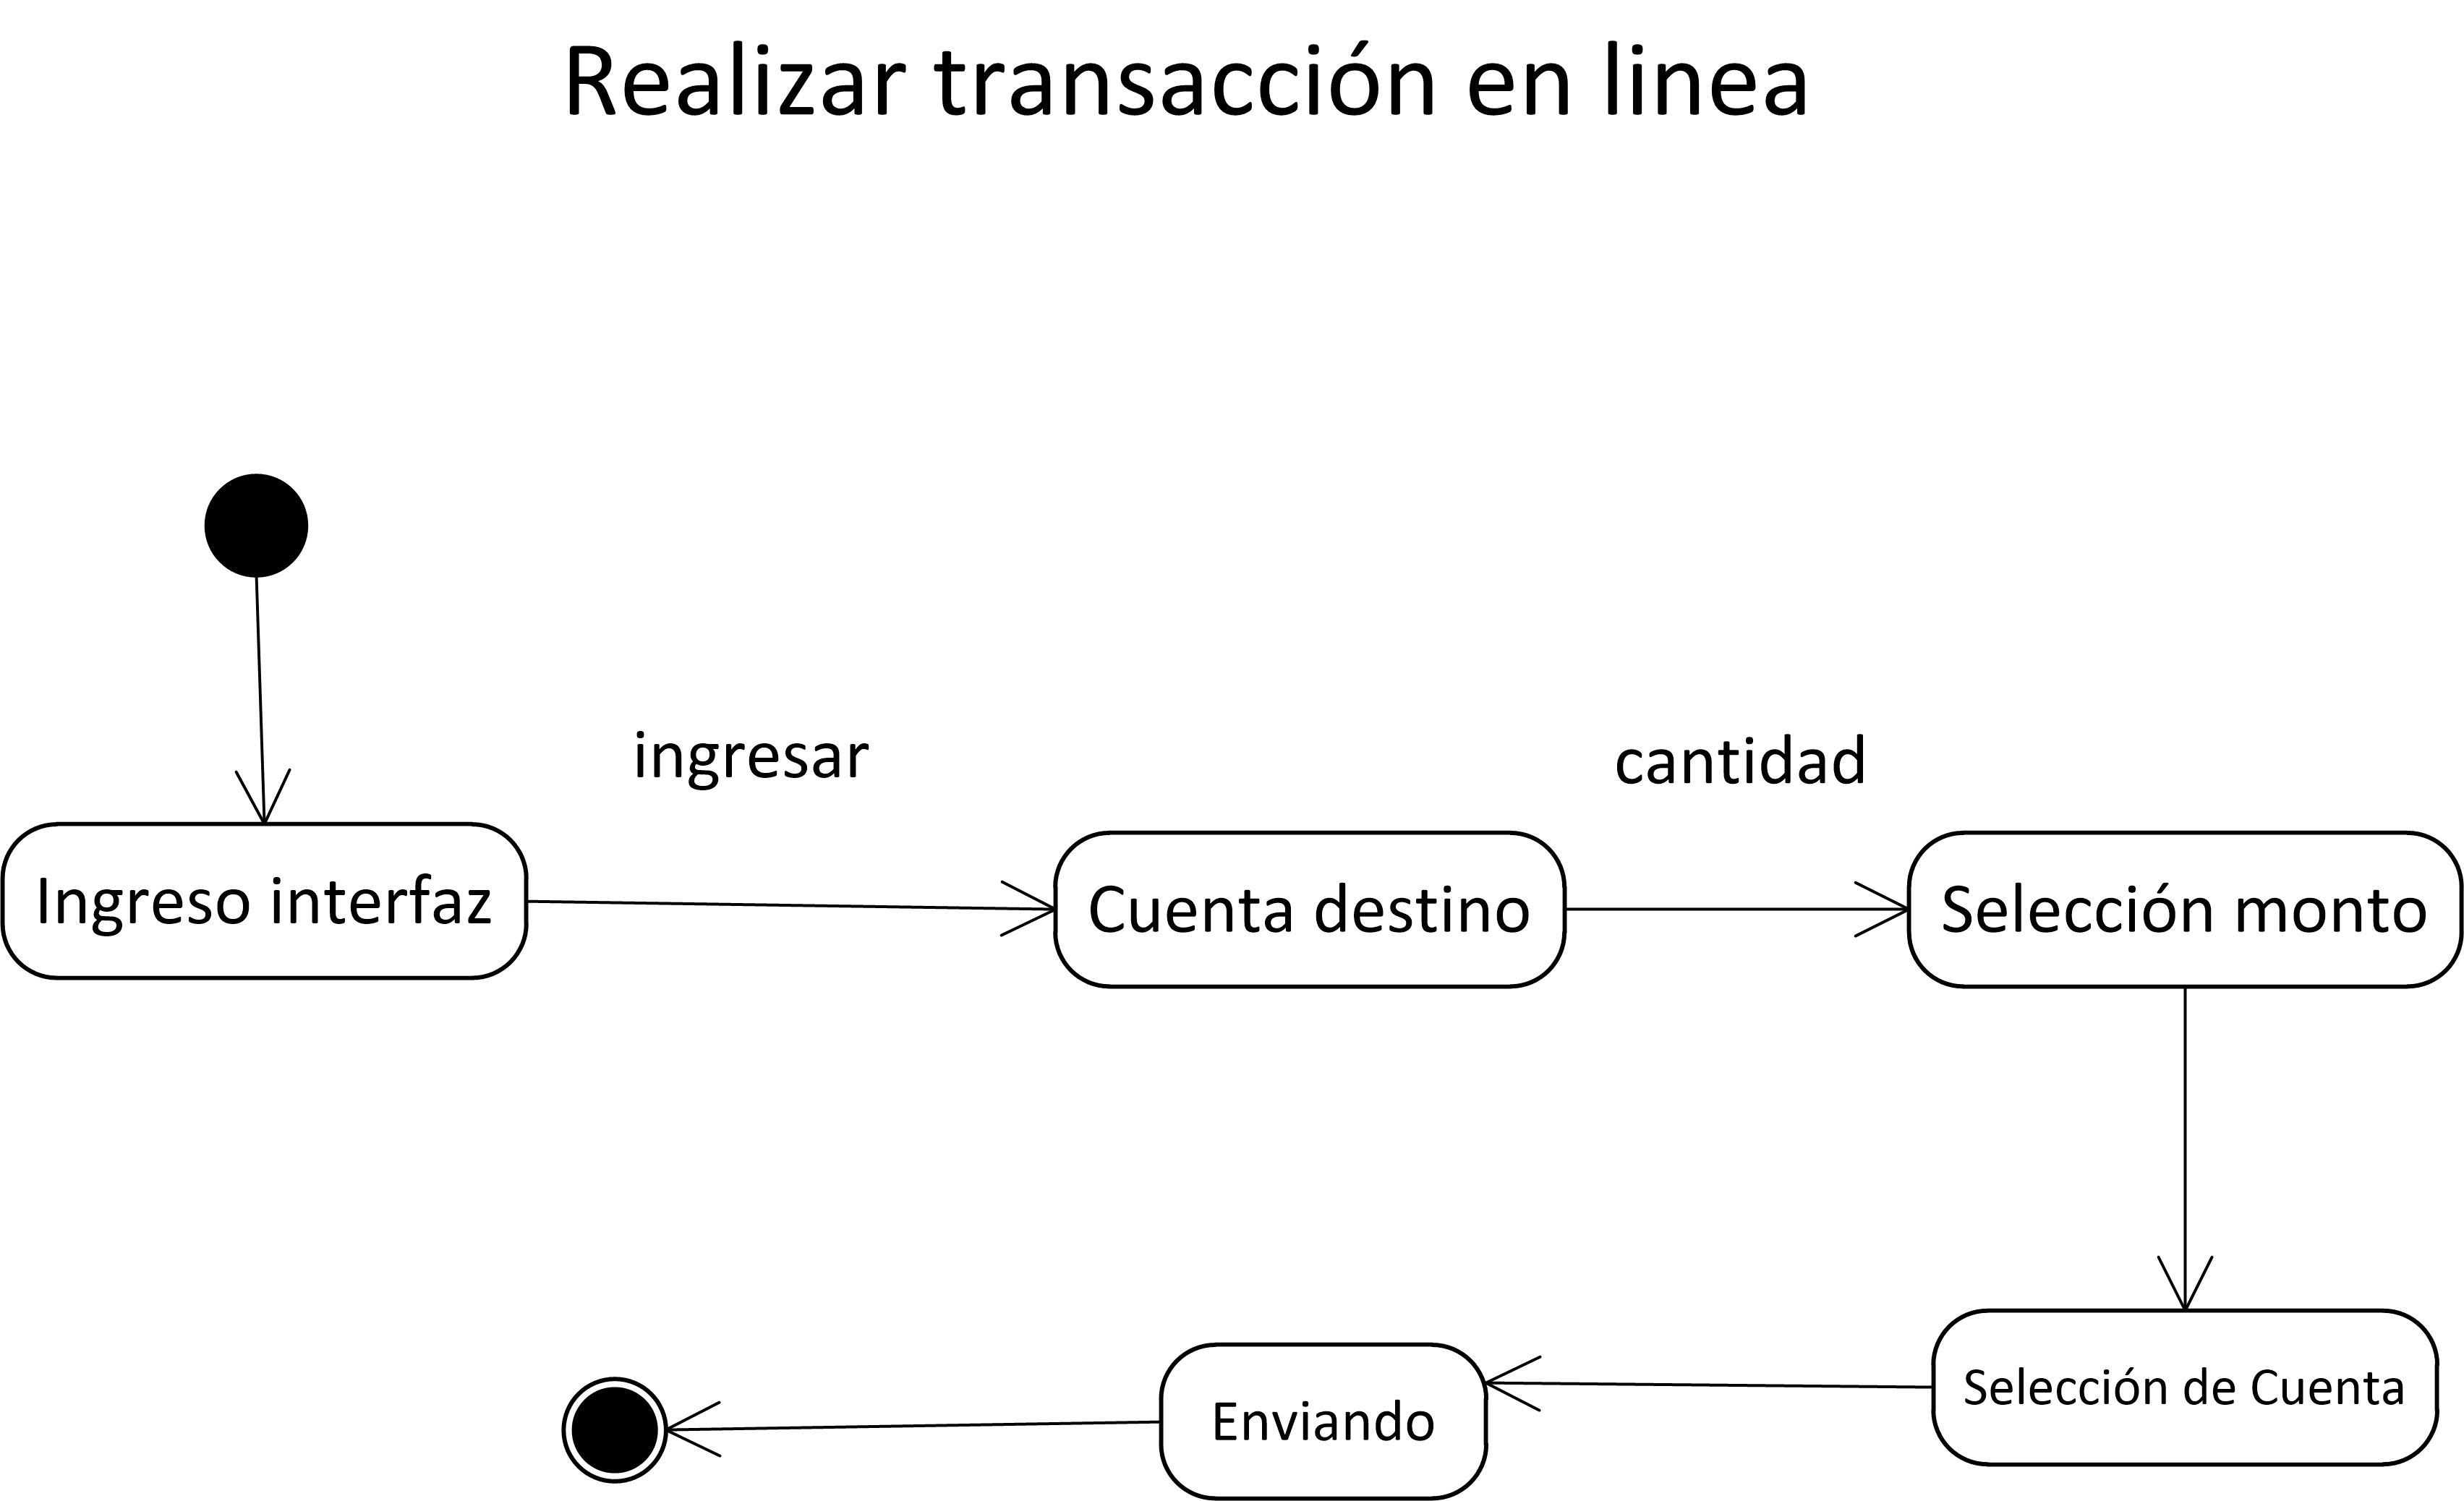 Realizar transacción en linea
ingresar
cantidad
Ingreso interfaz
Cuenta destino
Selección monto
Selección de Cuenta
Enviando